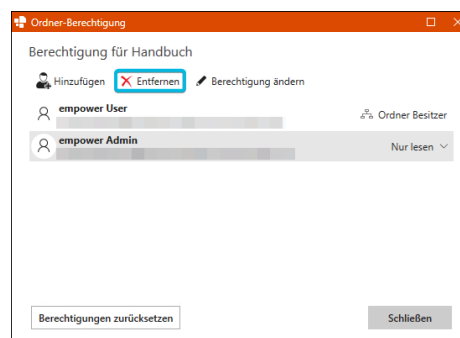 Ordner-Berechtigung
Berechtigung für Handbuch
Hinzufügen Entfernen Berechtigung ändern
empower User
Ordner Besitzer
empower Admin
Nur lesen
Berechtigungen zurücksetzen Schließen